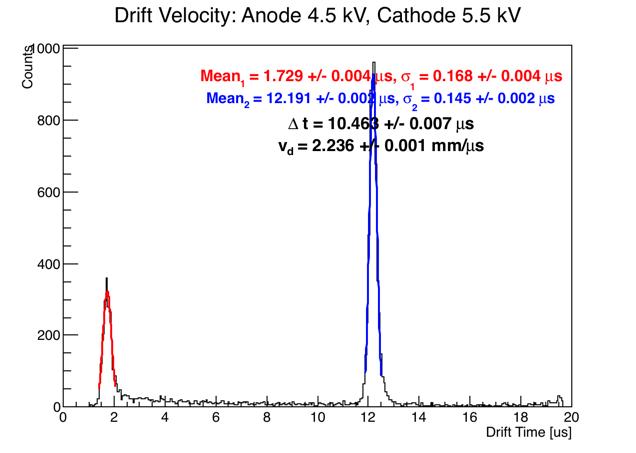 Drift Velocity: Anode 4.5 kV, Cathode 5.5 kV
Counts
1000
800
600
400
200
0
Mean₁ = 1.729 +/- 0.004 μs, σ₁ = 0.168 +/- 0.004 μs
Mean₂ = 12.191 +/- 0.002 μs, σ₂ = 0.145 +/- 0.002 μs
Δ t = 10.463 +/- 0.007 μs
v_d = 2.236 +/- 0.001 mm/μs
0 2 4 6 8 10 12 14 16 18 20
Drift Time [us]